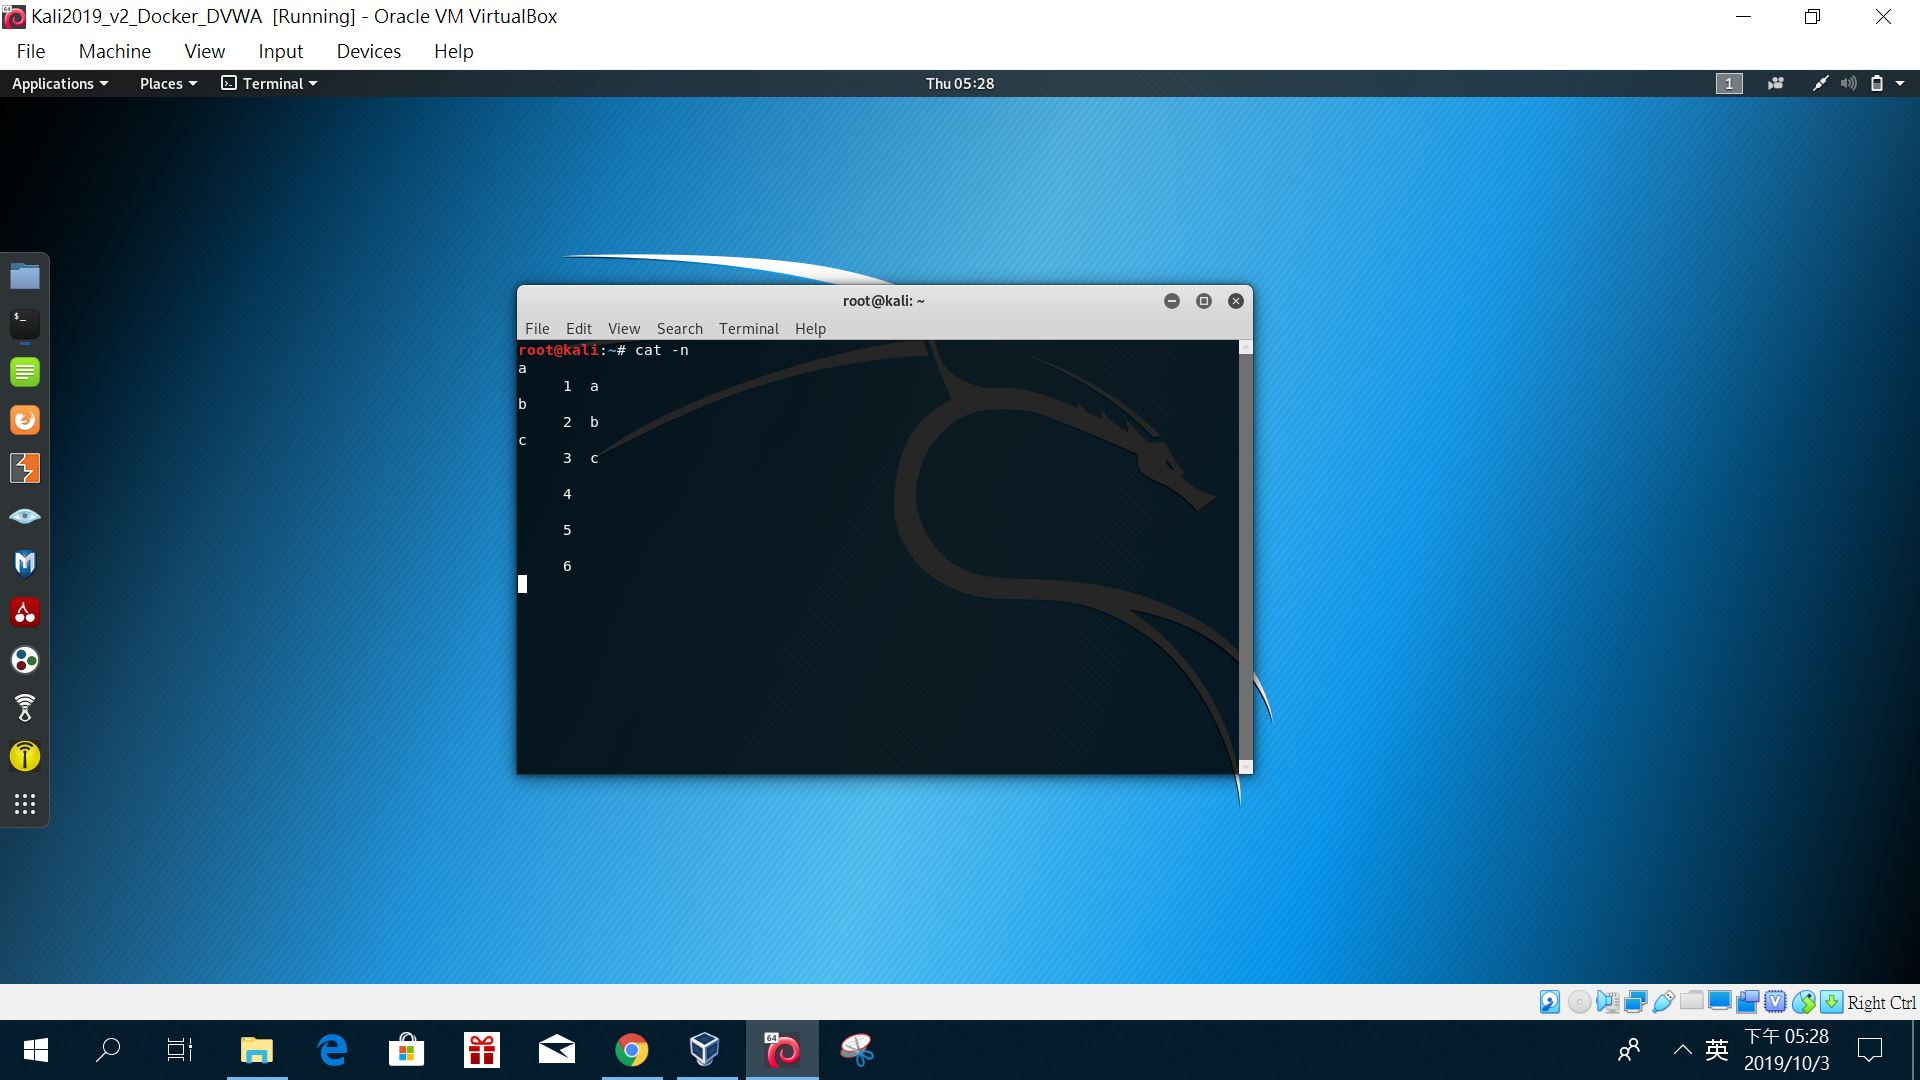 Kali2019_v2_Docker_DVWA [Running] - Oracle VM VirtualBox
File Machine View Input Devices Help
Applications Places Terminal Thu 05:28 1
root@kali: ~
File Edit View Search Terminal Help
root@kali:~# cat -n
a
1 a
b
2 b
c
3 c
4
5
6
Right Ctrl
英 下午 05:28
2019/10/3